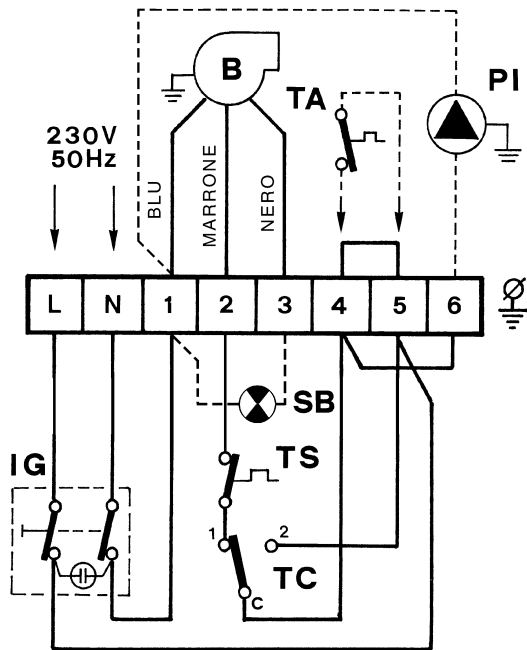 B
PI
TA
230V
50Hz
BLU
MARRONE
NERO
L N 1 2 3 4 5 6
SB
IG
TS
1
2
TC
C